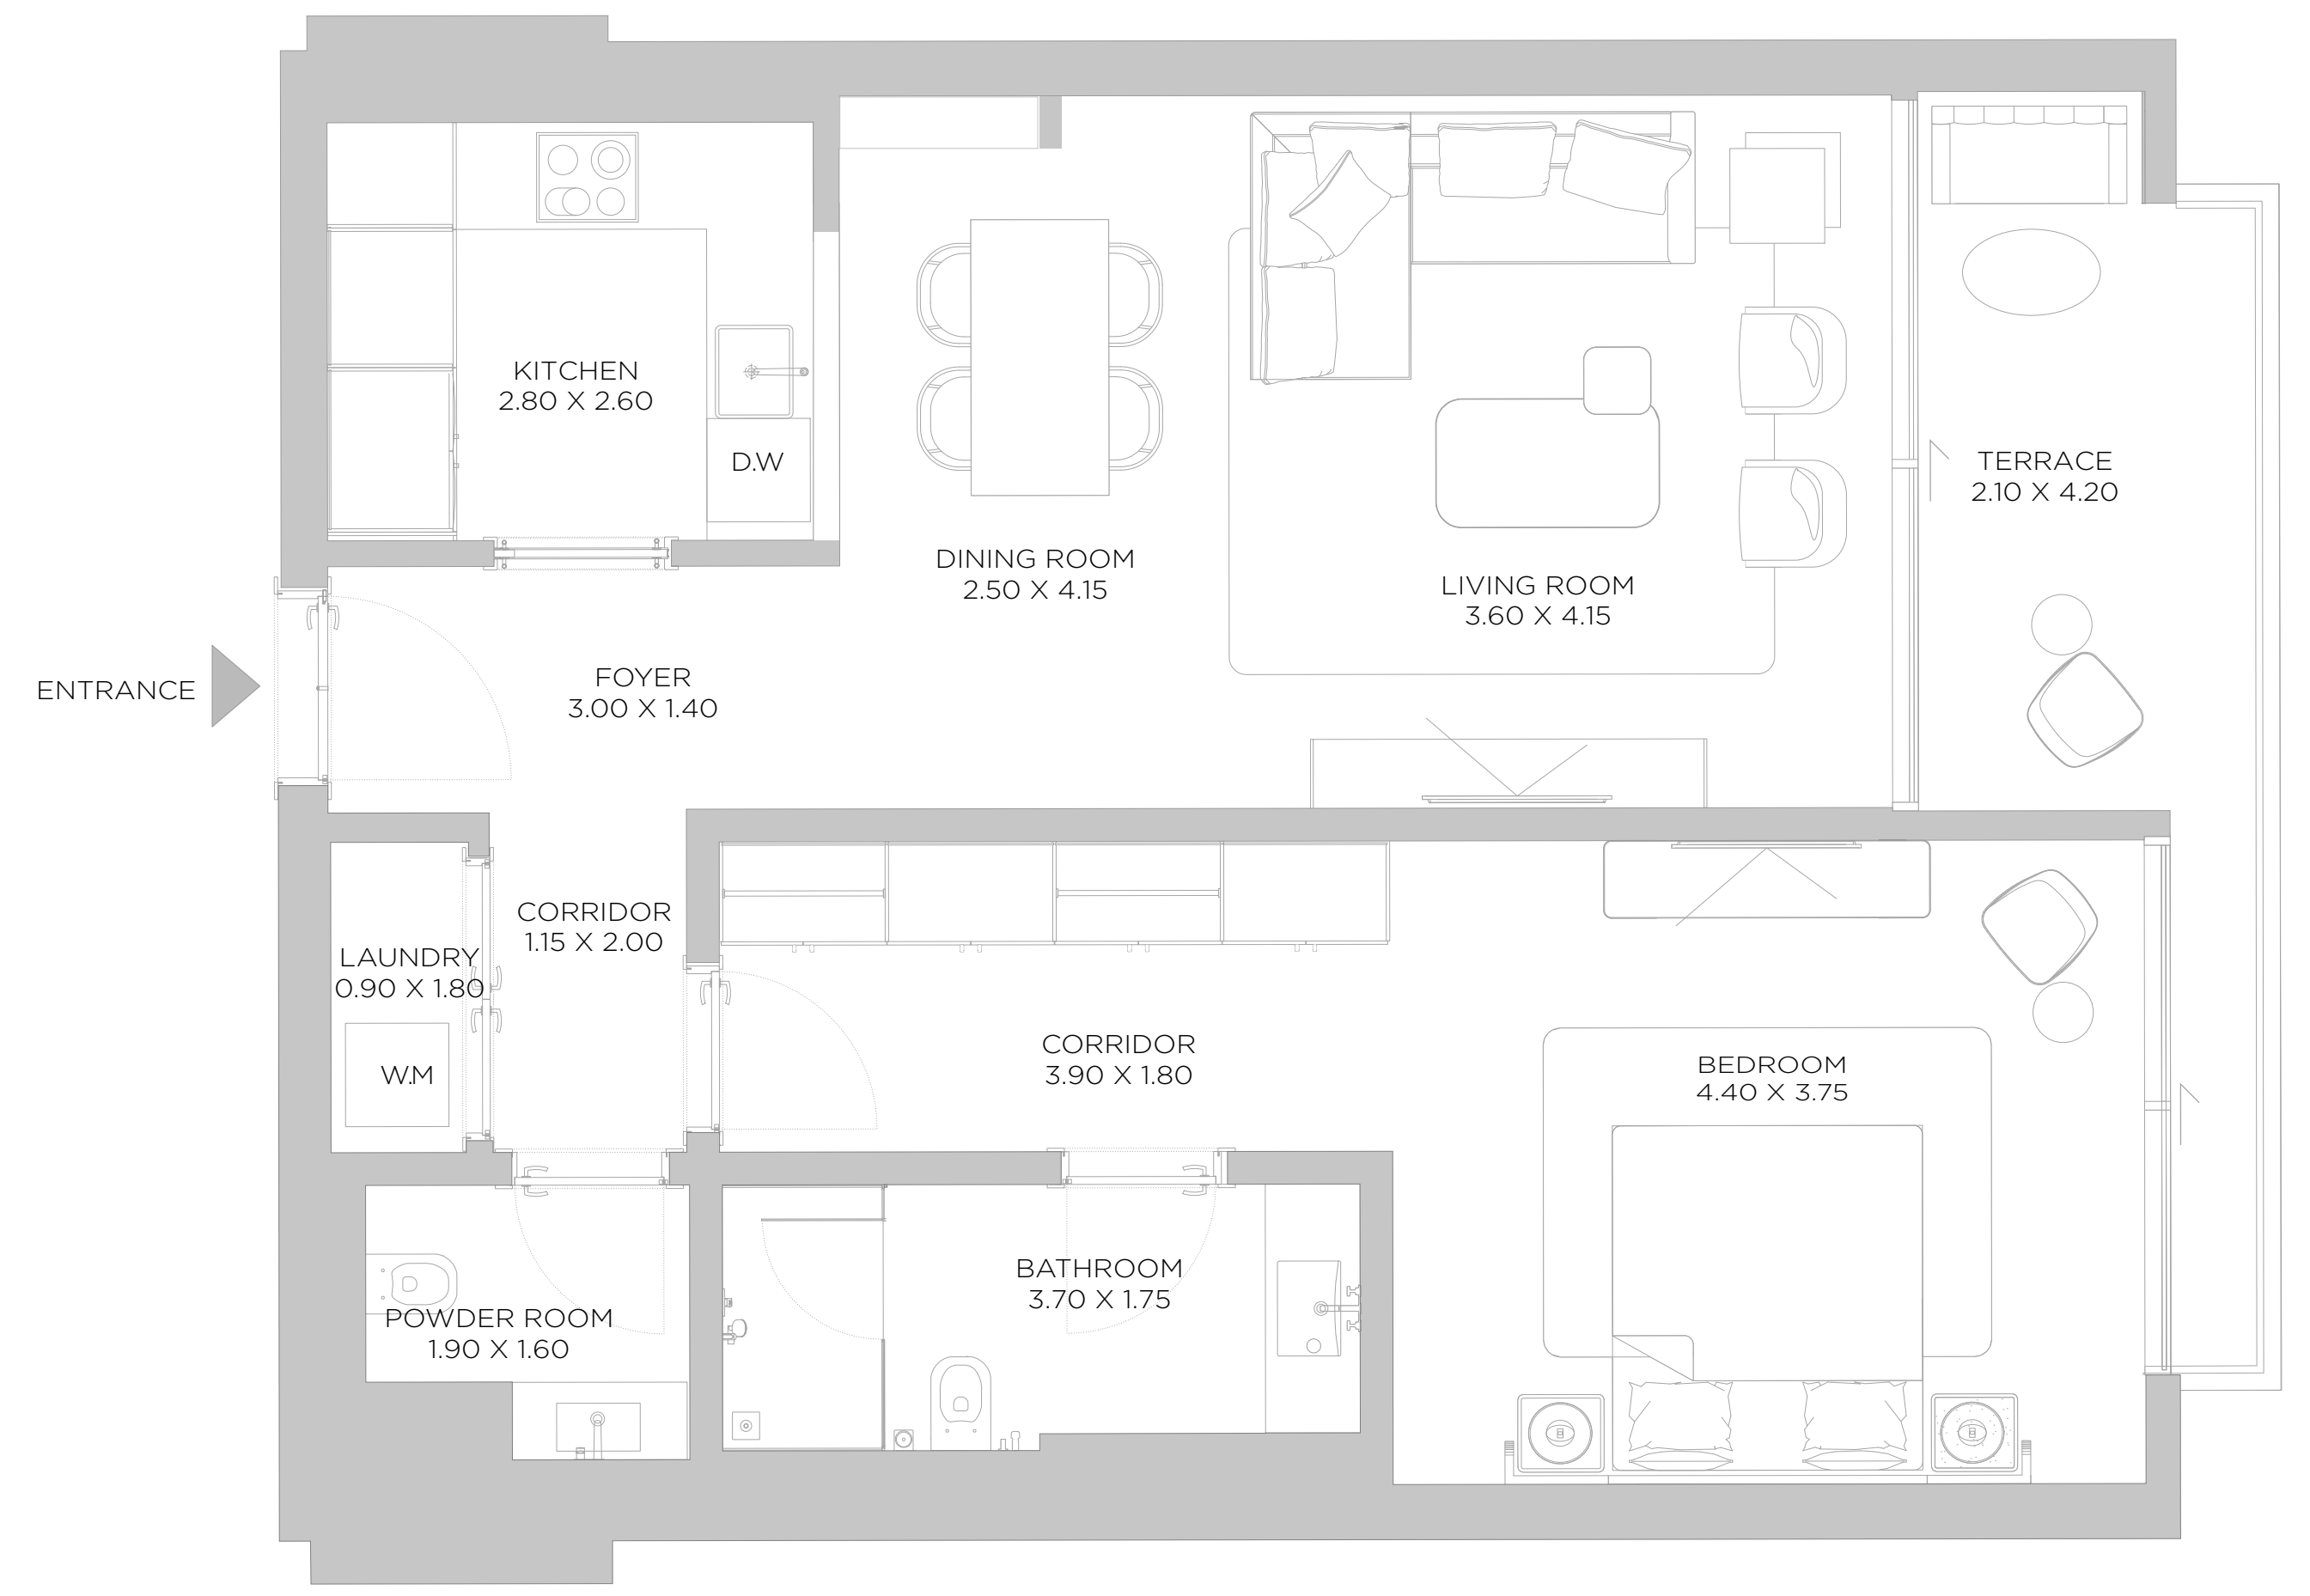 KITCHEN
2.80 X 2.60
D.W
TERRACE
2.10 X 4.20
DINING ROOM
2.50 X 4.15
LIVING ROOM
3.60 X 4.15
ENTRANCE
FOYER
3.00 X 1.40
CORRIDOR
1.15 X 2.00
LAUNDRY
0.90 X 1.80
W.M
CORRIDOR
3.90 X 1.80
BEDROOM
4.40 X 3.75
BATHROOM
3.70 X 1.75
POWDER ROOM
1.90 X 1.60